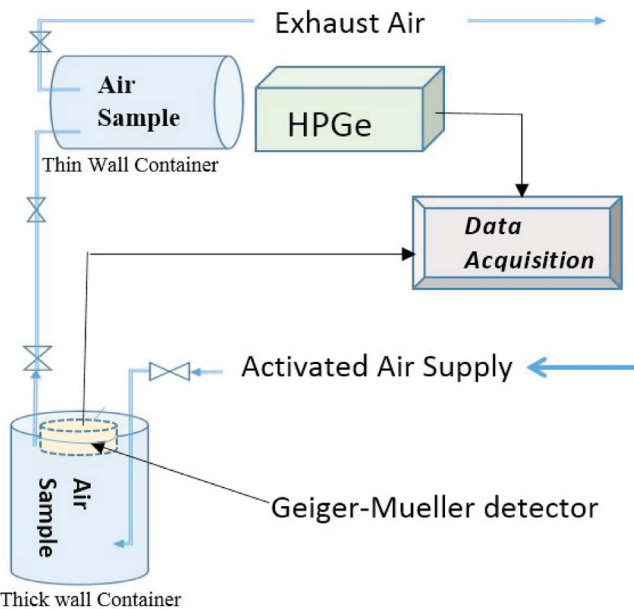 Exhaust Air
Air
Sample
HPGe
Thin Wall Container
Data
Acquisition
Activated Air Supply
Air
Sample
Geiger-Mueller detector
Thick wall Container